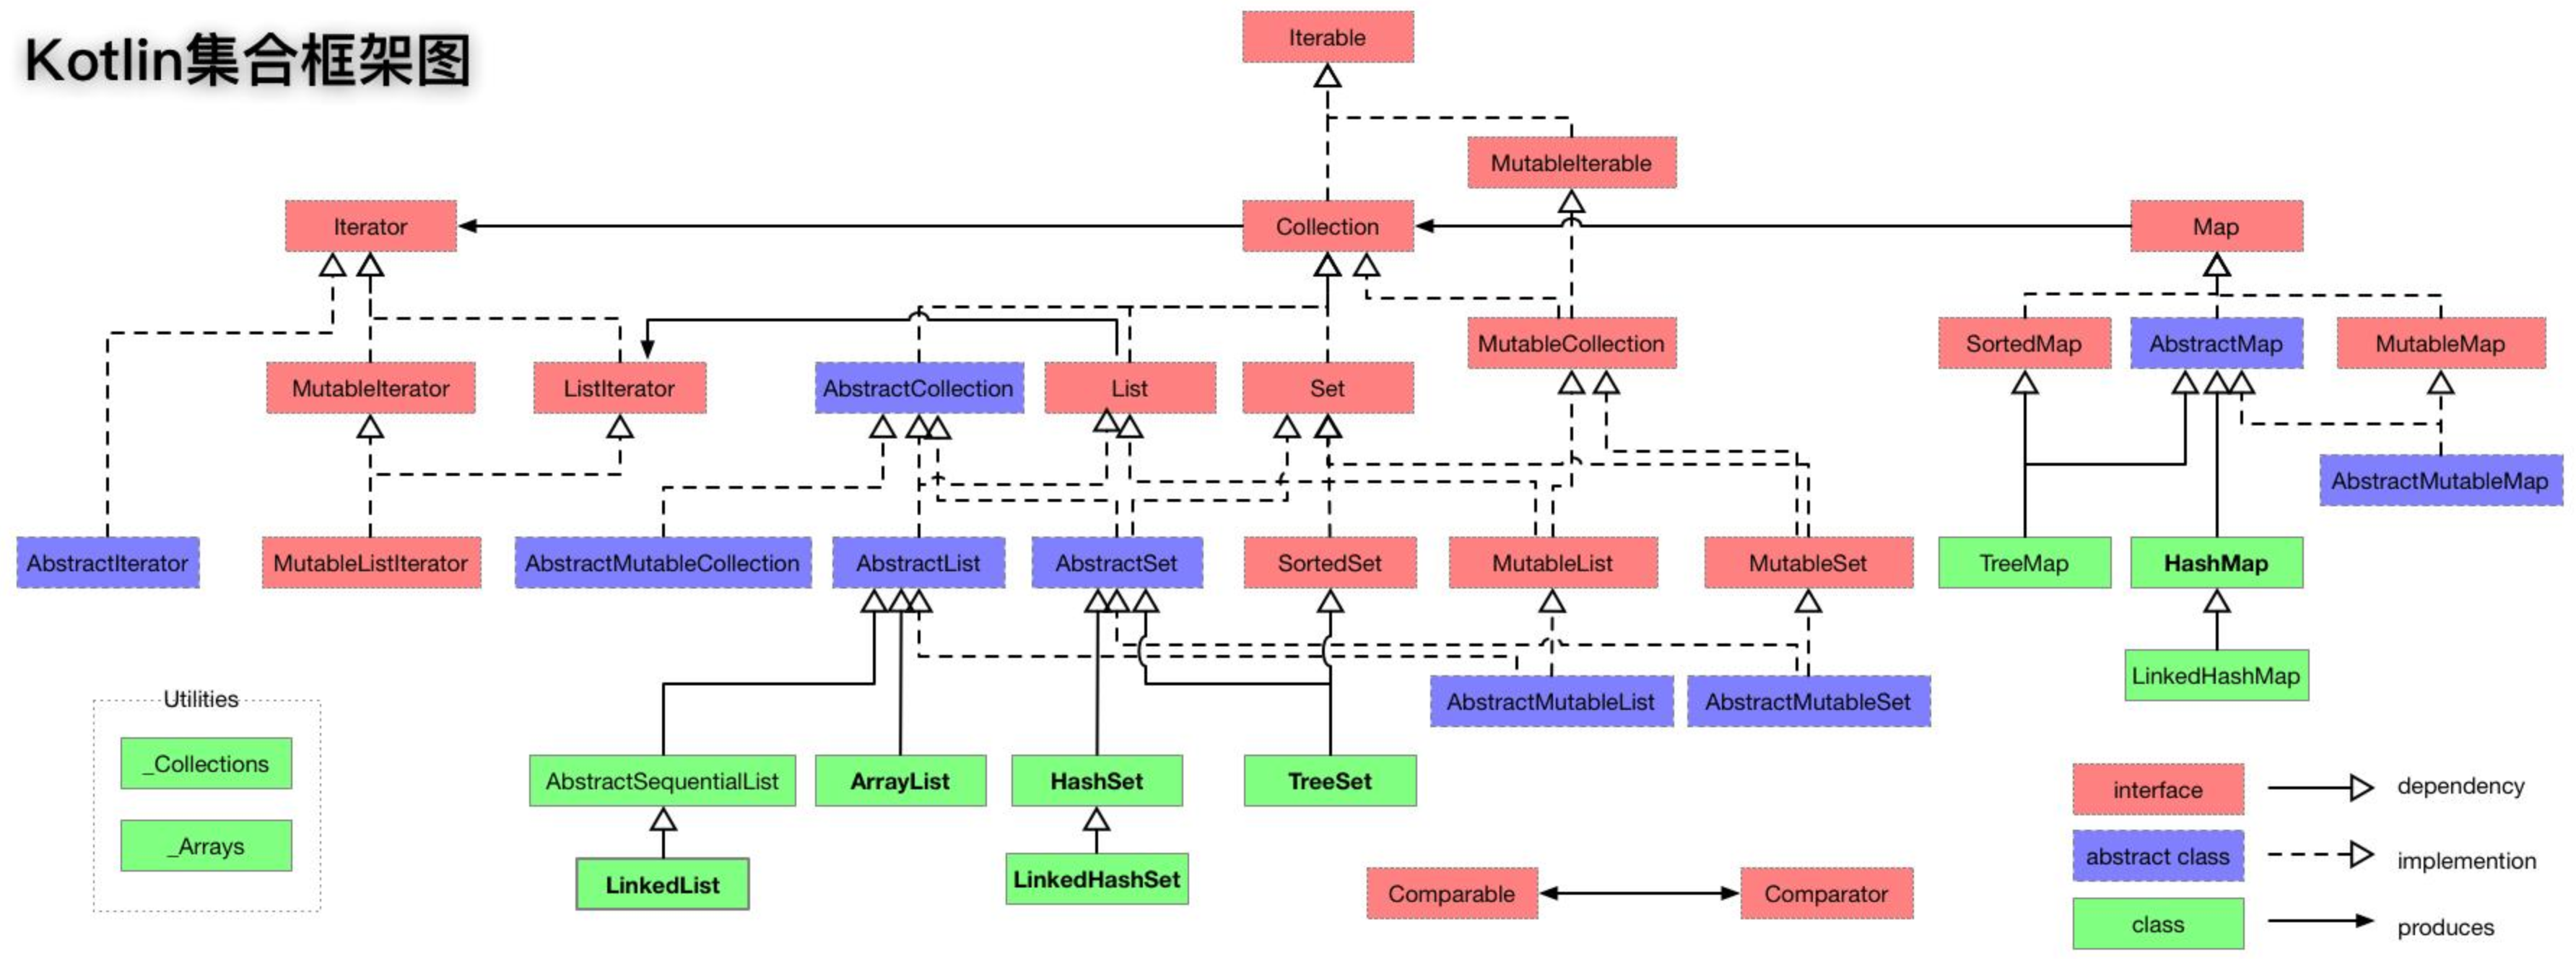 Kotlin集合框架图
Iterable
MutableIterable
Iterator
Collection
Map
MutableCollection
SortedMap
AbstractMap
MutableMap
MutableIterator
ListIterator
AbstractCollection
List
Set
AbstractMutableMap
AbstractIterator
MutableListIterator
AbstractMutableCollection
AbstractList
AbstractSet
SortedSet
MutableList
MutableSet
TreeMap
HashMap
LinkedHashMap
AbstractMutableList
AbstractMutableSet
Utilities
_Collections
_Arrays
AbstractSequentialList
ArrayList
HashSet
TreeSet
LinkedList
LinkedHashSet
Comparable
Comparator
interface
dependency
abstract class
implemention
class
produces